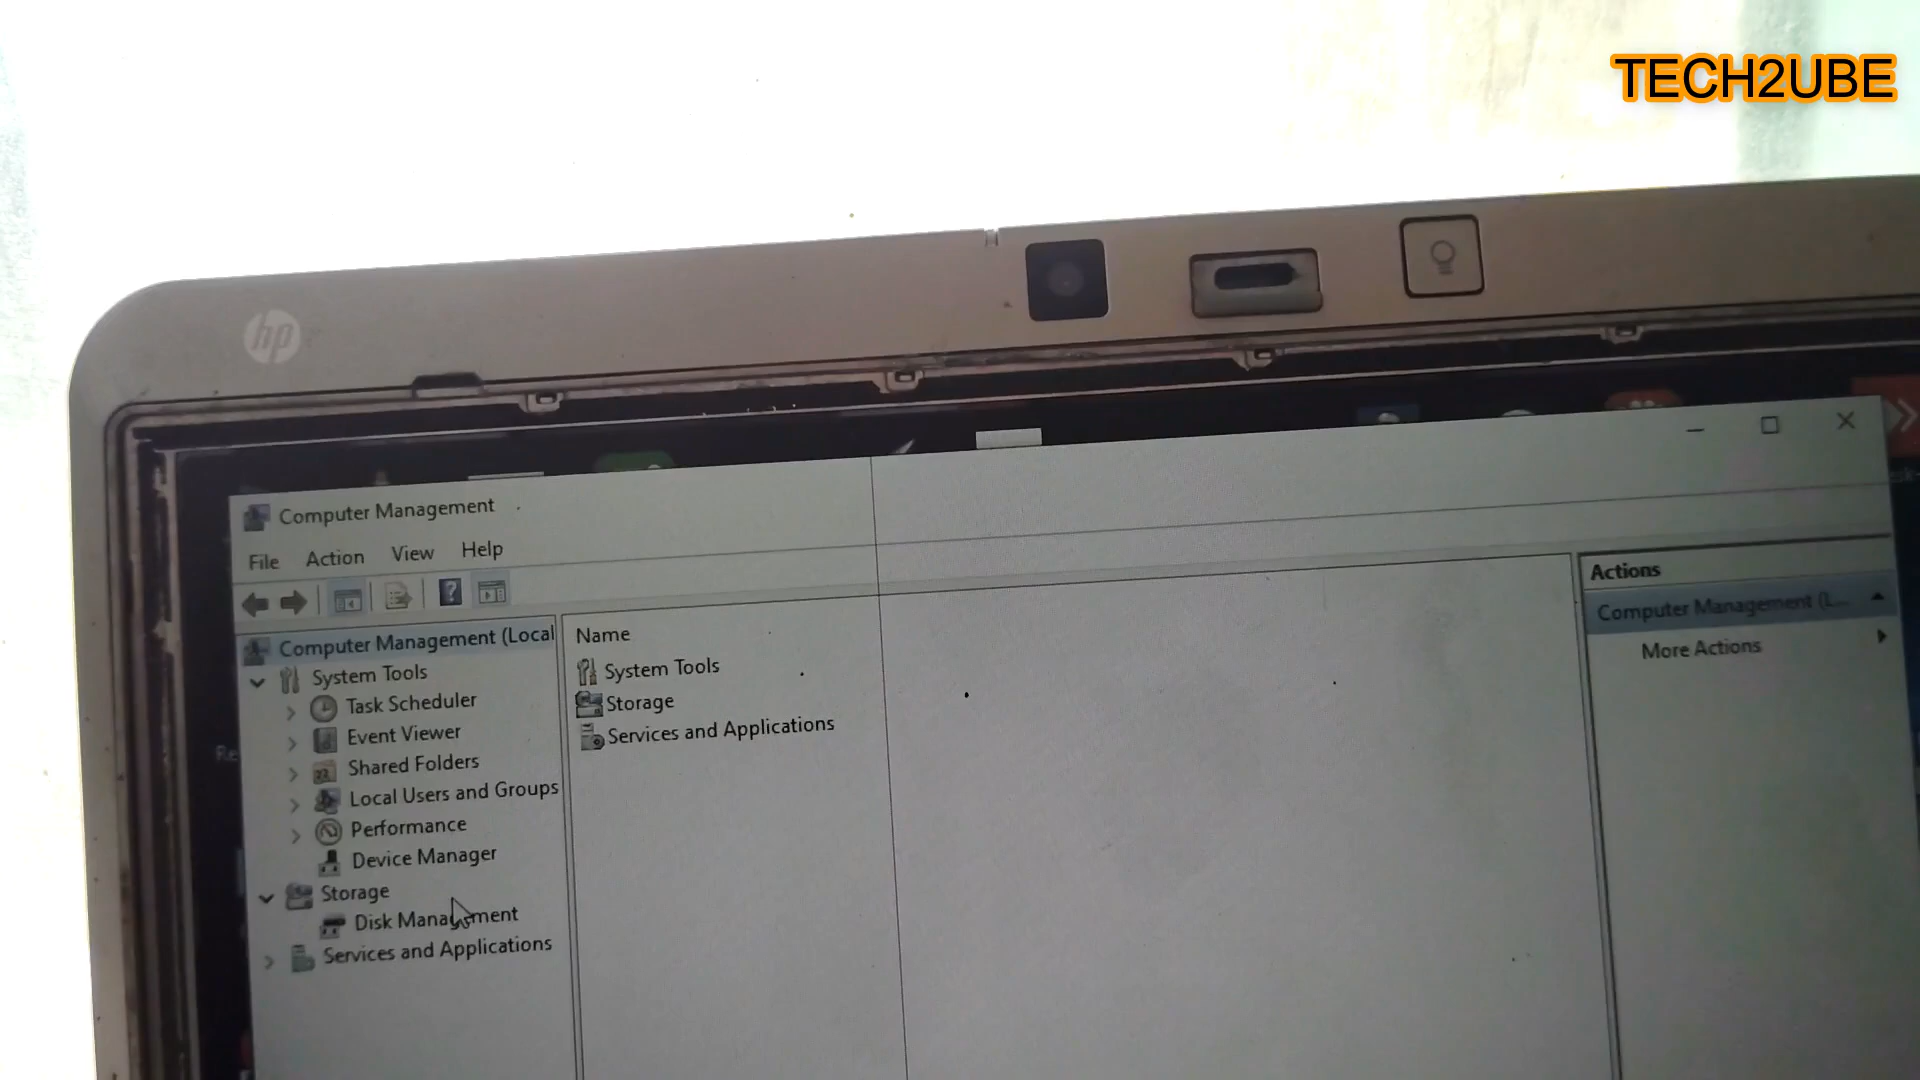 TECH2UBE
hp
Computer Management
File Action View Help
Actions
Computer Management (L...
More Actions
Computer Management (Local
System Tools
Task Scheduler
Event Viewer
Shared Folders
Local Users and Groups
Performance
Device Manager
Storage
Disk Management
Services and Applications
Name
System Tools
Storage
Services and Applications